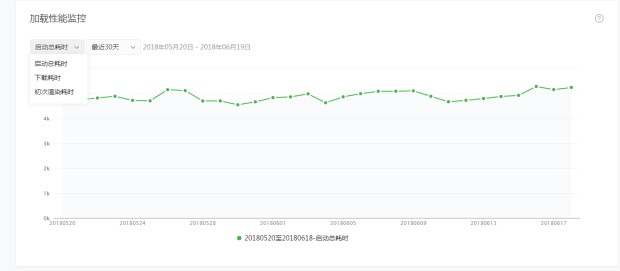 加载性能监控
启动总耗时 最近30天 2018年05月20日 - 2018年06月19日
启动总耗时
下载耗时
初次渲染耗时
4k
3k
2k
1k
0k
20180520 20180524 20180528 20180601 20180605 20180609 20180613 20180617
20180520至20180618-启动总耗时